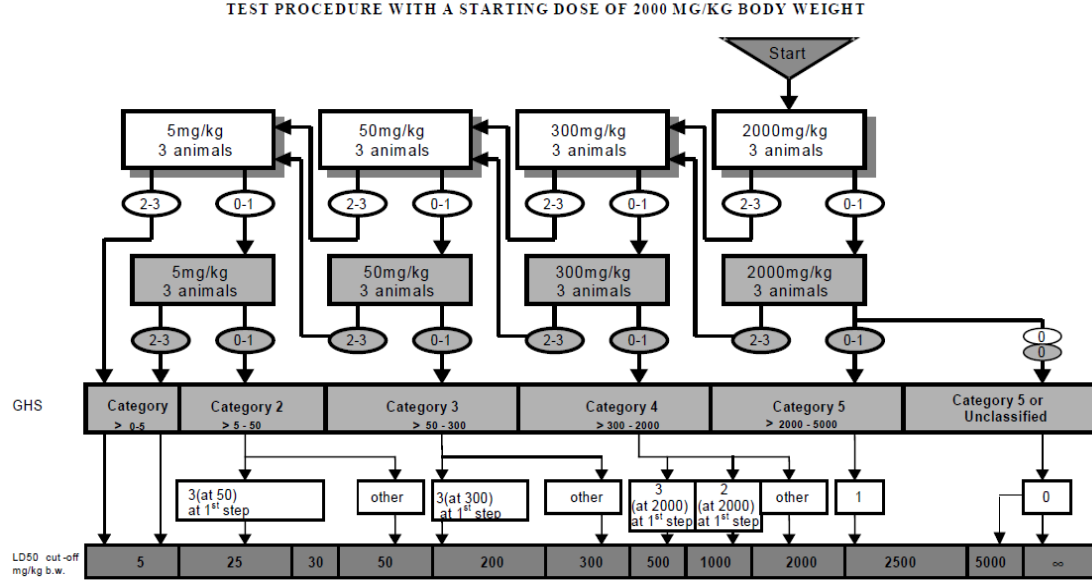 TEST PROCEDURE WITH A STARTING DOSE OF 2000 MG/KG BODY WEIGHT
Start
5mg/kg
3 animals
50mg/kg
3 animals
300mg/kg
3 animals
2000mg/kg
3 animals
2-3
0-1
2-3
0-1
2-3
0-1
2-3
0-1
5mg/kg
3 animals
50mg/kg
3 animals
300mg/kg
3 animals
2000mg/kg
3 animals
2-3
0-1
2-3
0-1
2-3
0-1
2-3
0-1
0
0
GHS
Category
> 0-5
Category 2
> 5 - 50
Category 3
> 50 - 300
Category 4
> 300 - 2000
Category 5
> 2000 - 5000
Category 5 or
Unclassified
3(at 50)
at 1st step
other
3(at 300)
at 1st step
other
3
(at 2000)
at 1st step
2
(at 2000)
at 1st step
other
1
0
LD50 cut-off
mg/kg b.w.
5
25
30
50
200
300
500
1000
2000
2500
5000
∞